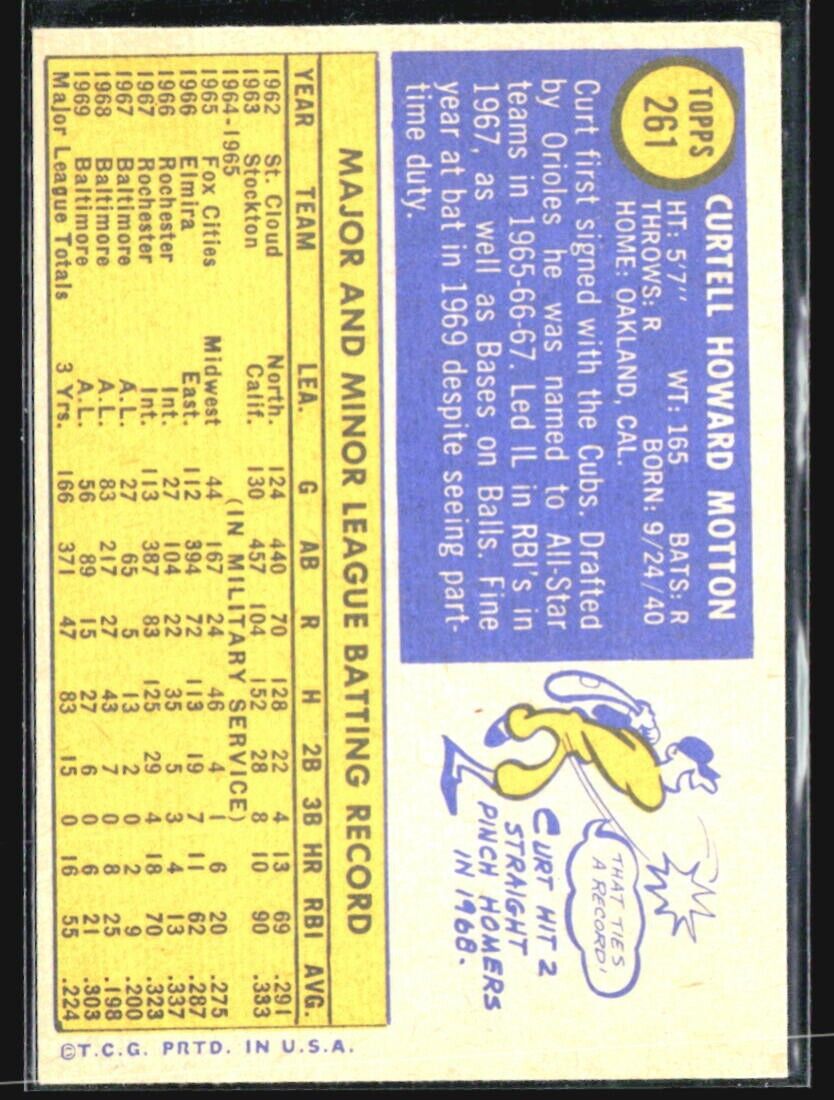 TOPPS
261
CURTELL HOWARD MOTTON
HT: 5'7" WT: 165 BATS: R
THROWS: R BORN: 9/24/40
HOME: OAKLAND, CAL.
Curt first signed with the Cubs. Drafted
by Orioles he was named to All-Star
teams in 1965-66-67. Led IL in RBI's in
1967, as well as Bases on Balls. Fine
year at bat in 1969 despite seeing part-
time duty.
THAT TIES
A RECORD!
CURT HIT 2
STRAIGHT
PINCH HOMERS
IN 1968.
MAJOR AND MINOR LEAGUE BATTING RECORD
YEAR TEAM LEA. G AB R H 2B 3B HR RBI AVG.
1962 St. Cloud North. 124 440 70 128 22 4 13 69 .291
1963 Stockton Calif. 130 457 104 152 28 8 10 90 .333
1964-1965 (IN MILITARY SERVICE)
1965 Fox Cities Midwest 44 167 24 46 4 1 6 20 .275
1966 Elmira East. 112 394 72 113 19 7 11 62 .287
1966 Rochester Int. 27 104 22 35 5 3 4 13 .337
1967 Rochester Int. 113 387 83 125 29 4 18 70 .323
1967 Baltimore A.L. 27 65 5 13 2 0 2 9 .200
1968 Baltimore A.L. 83 217 27 43 7 0 8 25 .198
1969 Baltimore A.L. 56 89 15 27 6 0 6 21 .303
Major League Totals 3 Yrs. 166 371 47 83 15 0 16 55 .224
©T.C.G. PRTD. IN U.S.A.